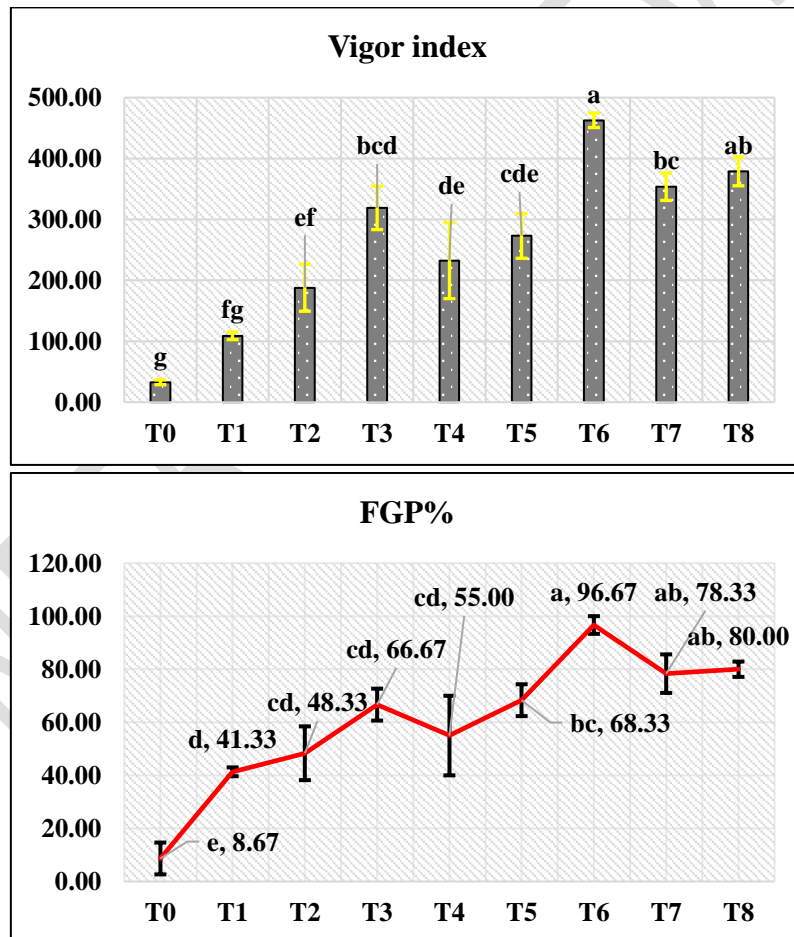 Vigor index
500.00
400.00
300.00
200.00
100.00
0.00
g
fg
ef
bcd
de
cde
a
bc
ab
T0 T1 T2 T3 T4 T5 T6 T7 T8
FGP%
120.00
100.00
80.00
60.00
40.00
20.00
0.00
e, 8.67
d, 41.33
cd, 48.33
cd, 66.67
cd, 55.00
bc, 68.33
a, 96.67
ab, 78.33
ab, 80.00
T0 T1 T2 T3 T4 T5 T6 T7 T8